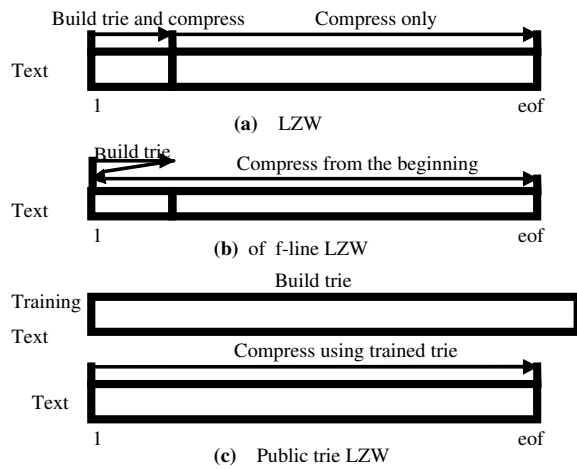 Build trie and compress Compress only
Text
1 eof
(a) LZW
Build trie
Compress from the beginning
Text
1 eof
(b) of f-line LZW
Build trie
Training
Text
Compress using trained trie
Text
1 eof
(c) Public trie LZW